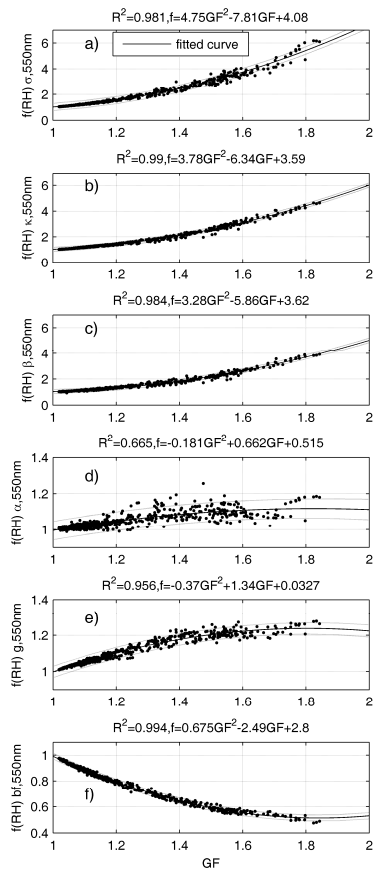 R²=0.981,f=4.75GF²-7.81GF+4.08
fitted curve
a)
f(RH) σ,550nm
6
4
2
0
1 1.2 1.4 1.6 1.8 2
R²=0.99,f=3.78GF²-6.34GF+3.59
b)
f(RH) κ,550nm
6
4
2
0
1 1.2 1.4 1.6 1.8 2
R²=0.984,f=3.28GF²-5.86GF+3.62
c)
f(RH) β,550nm
6
4
2
0
1 1.2 1.4 1.6 1.8 2
R²=0.665,f=-0.181GF²+0.662GF+0.515
d)
f(RH) α,550nm
1.4
1.2
1
1 1.2 1.4 1.6 1.8 2
R²=0.956,f=-0.37GF²+1.34GF+0.0327
e)
f(RH) g,550nm
1.4
1.2
1
1 1.2 1.4 1.6 1.8 2
R²=0.994,f=0.675GF²-2.49GF+2.8
f)
f(RH) bf,550nm
1
0.8
0.6
0.4
1 1.2 1.4 1.6 1.8 2
GF